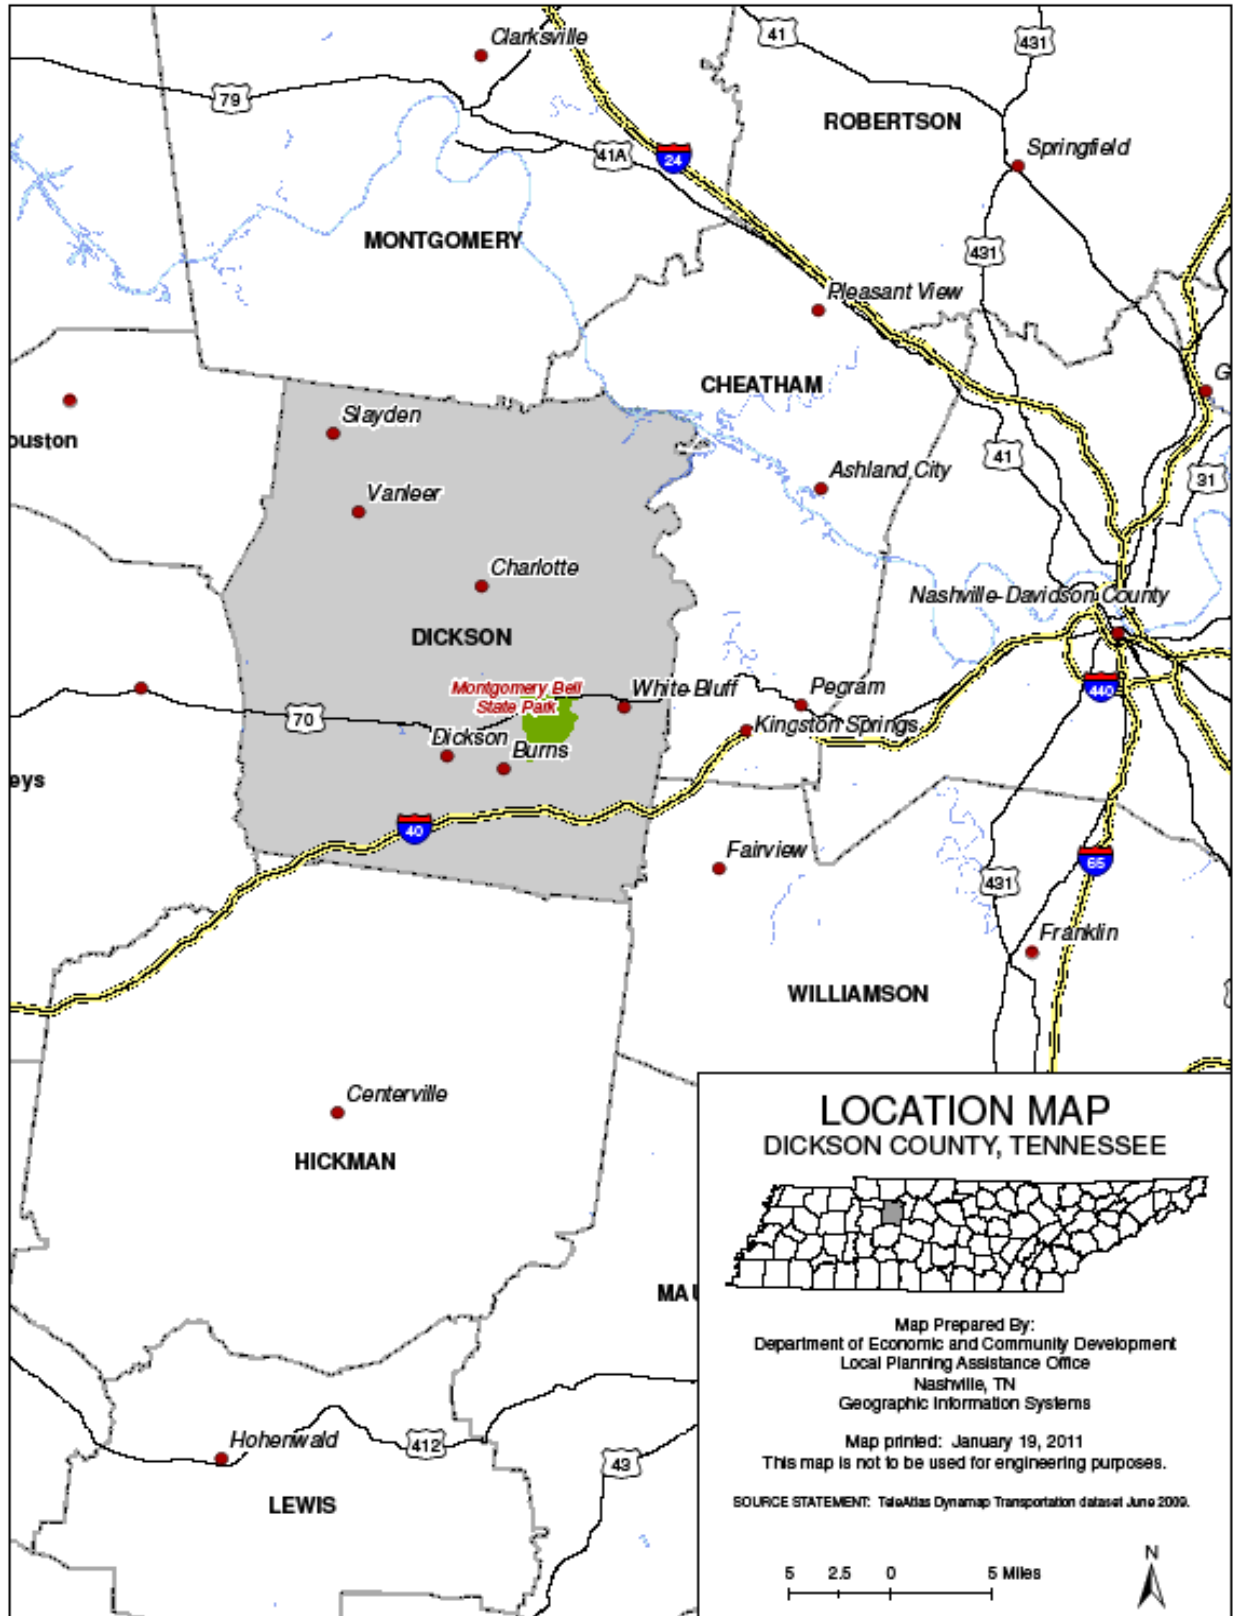 Clarksville
41
431
79
ROBERTSON
41A
24
Springfield
MONTGOMERY
431
Pleasant View
CHEATHAM
G
Slayden
ouston
41
Ashland City
31
Vanleer
Charlotte
Nashville-Davidson County
DICKSON
Montgomery Bell
State Park
White Bluff
Pegram
440
70
Dickson
Kingston Springs
Burns
eys
40
Fairview
65
431
Franklin
WILLIAMSON
Centerville
HICKMAN
MAU
Hohenwald
412
43
LEWIS
LOCATION MAP
DICKSON COUNTY, TENNESSEE
Map Prepared By:
Department of Economic and Community Development
Local Planning Assistance Office
Nashville, TN
Geographic Information Systems
Map printed: January 19, 2011
This map is not to be used for engineering purposes.
SOURCE STATEMENT: TeleAtlas Dynamap Transportation dataset June 2009.
N
5 2.5 0 5 Miles